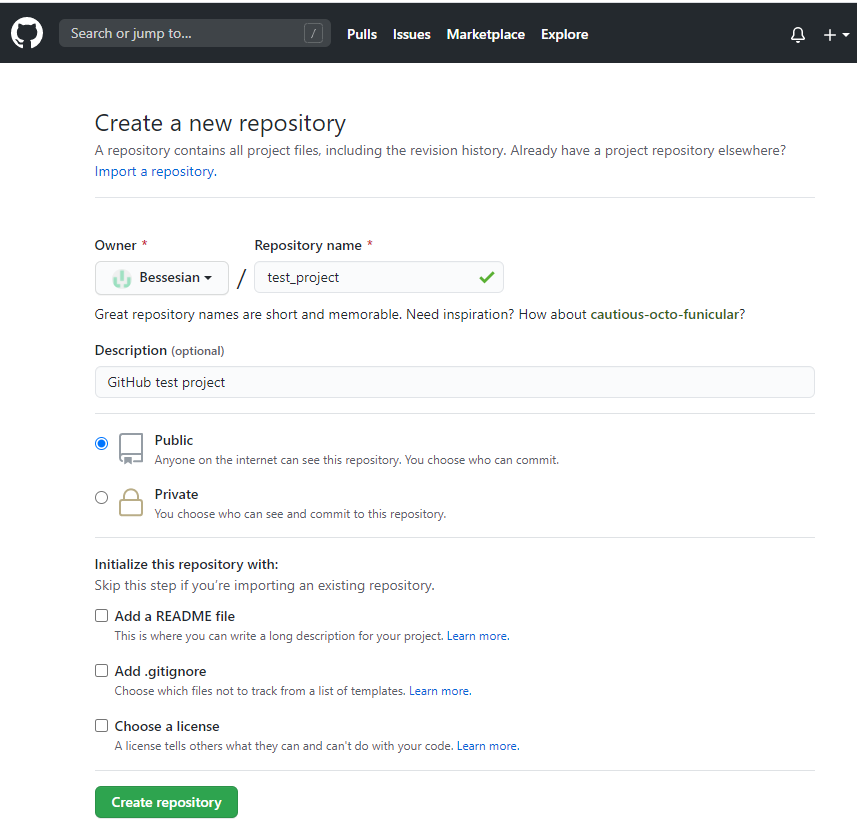 Search or jump to... / Pulls Issues Marketplace Explore
Create a new repository
A repository contains all project files, including the revision history. Already have a project repository elsewhere?
Import a repository.
Owner * Repository name *
Bessesian / test_project
Great repository names are short and memorable. Need inspiration? How about cautious-octo-funicular?
Description (optional)
GitHub test project
Public
Anyone on the internet can see this repository. You choose who can commit.
Private
You choose who can see and commit to this repository.
Initialize this repository with:
Skip this step if you're importing an existing repository.
Add a README file
This is where you can write a long description for your project. Learn more.
Add .gitignore
Choose which files not to track from a list of templates. Learn more.
Choose a license
A license tells others what they can and can't do with your code. Learn more.
Create repository